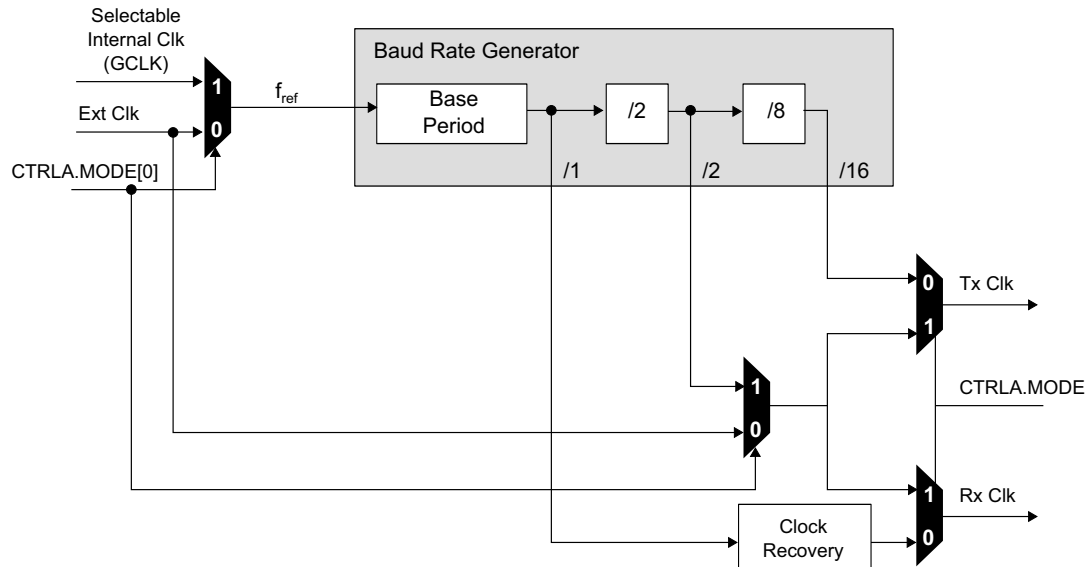 Selectable
Internal Clk
(GCLK)
Baud Rate Generator
1
f_ref
Base
Period
/2
/8
Ext Clk
0
CTRLA.MODE[0]
/1
/2
/16
0
Tx Clk
1
1
CTRLA.MODE
0
1
Rx Clk
Clock
Recovery
0